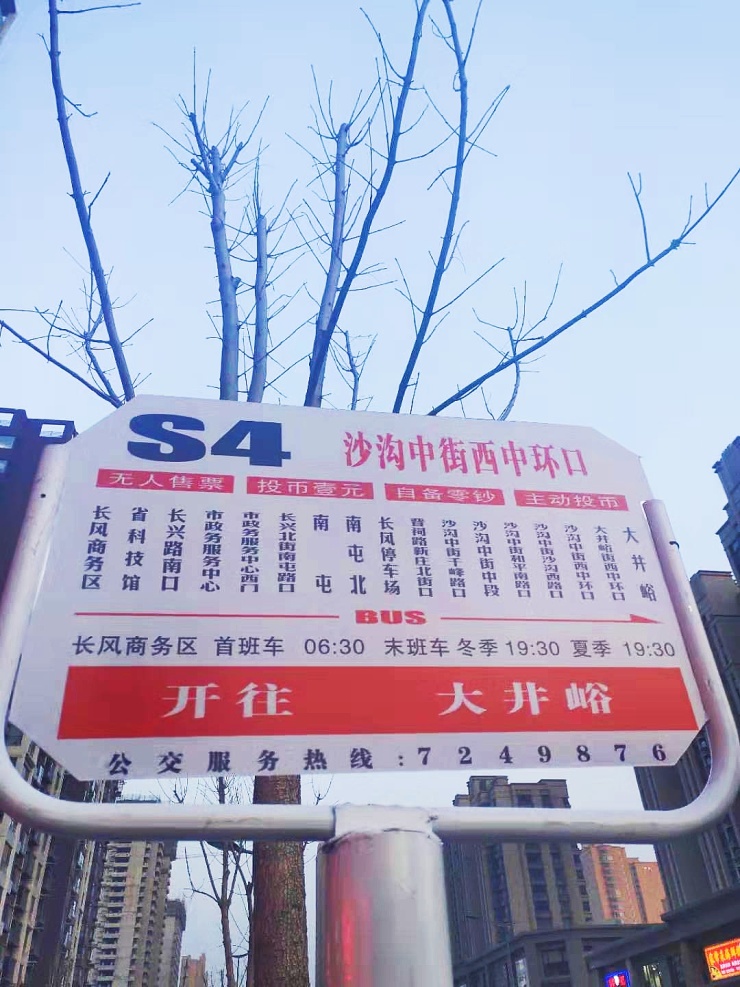 S4 沙沟中街西中环口
无人售票 投币壹元 自备零钞 主动投币
长风商务区
省科技馆
长兴路南口
市政务服务中心
市政务服务中心西门
长兴北街南屯路口
南屯
南屯北
长风停车场
晋祠路新庄北街口
沙沟中街千峰路口
沙沟中街中段
沙沟中街和平南路口
沙沟中街沙沟西路口
沙沟中街西中环口
大井峪街西中环口
大井峪
BUS
长风商务区 首班车 06:30 末班车 冬季 19:30 夏季 19:30
开往 大井峪
公交服务热线:7249876